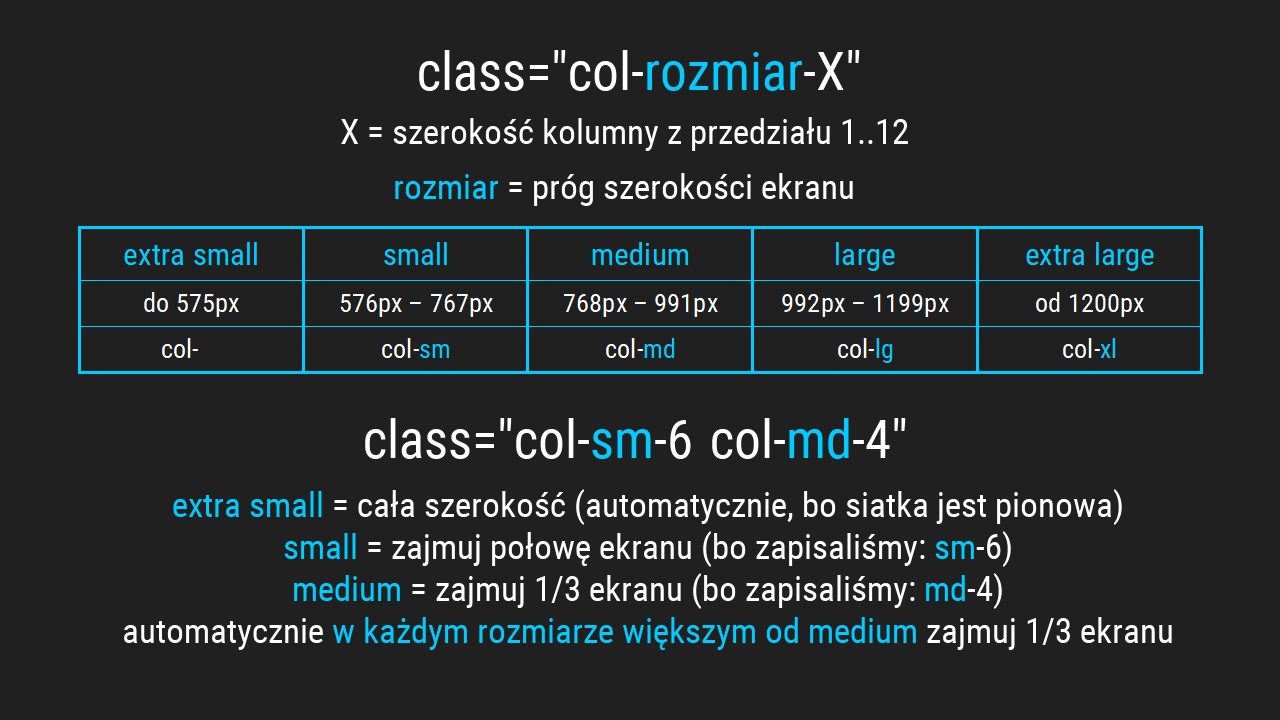 class="col-rozmiar-X"
X = szerokość kolumny z przedziału 1..12
rozmiar = próg szerokości ekranu
extra small small medium large extra large
do 575px 576px – 767px 768px – 991px 992px – 1199px od 1200px
col- col-sm col-md col-lg col-xl
class="col-sm-6 col-md-4"
extra small = cała szerokość (automatycznie, bo siatka jest pionowa)
small = zajmuj połowę ekranu (bo zapisaliśmy: sm-6)
medium = zajmuj 1/3 ekranu (bo zapisaliśmy: md-4)
automatycznie w każdym rozmiarze większym od medium zajmuj 1/3 ekranu